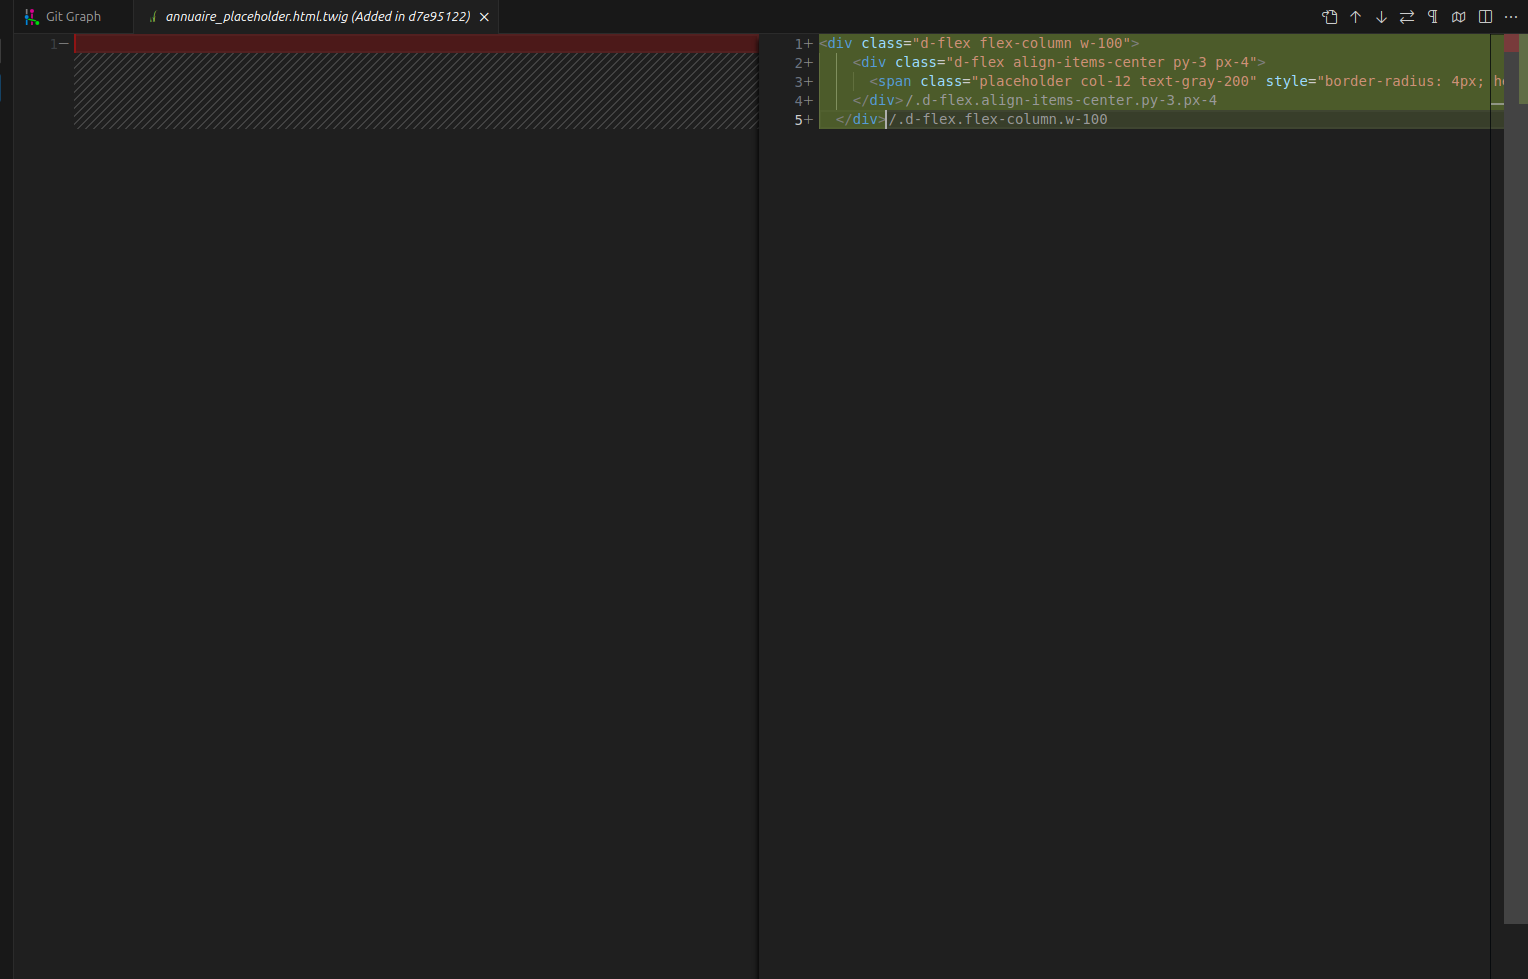 Git Graph
annuaire_placeholder.html.twig (Added in d7e95122)
1−
1+ <div class="d-flex flex-column w-100">
2+ <div class="d-flex align-items-center py-3 px-4">
3+ <span class="placeholder col-12 text-gray-200" style="border-radius: 4px;
4+ </div>/.d-flex.align-items-center.py-3.px-4
5+ </div>/.d-flex.flex-column.w-100